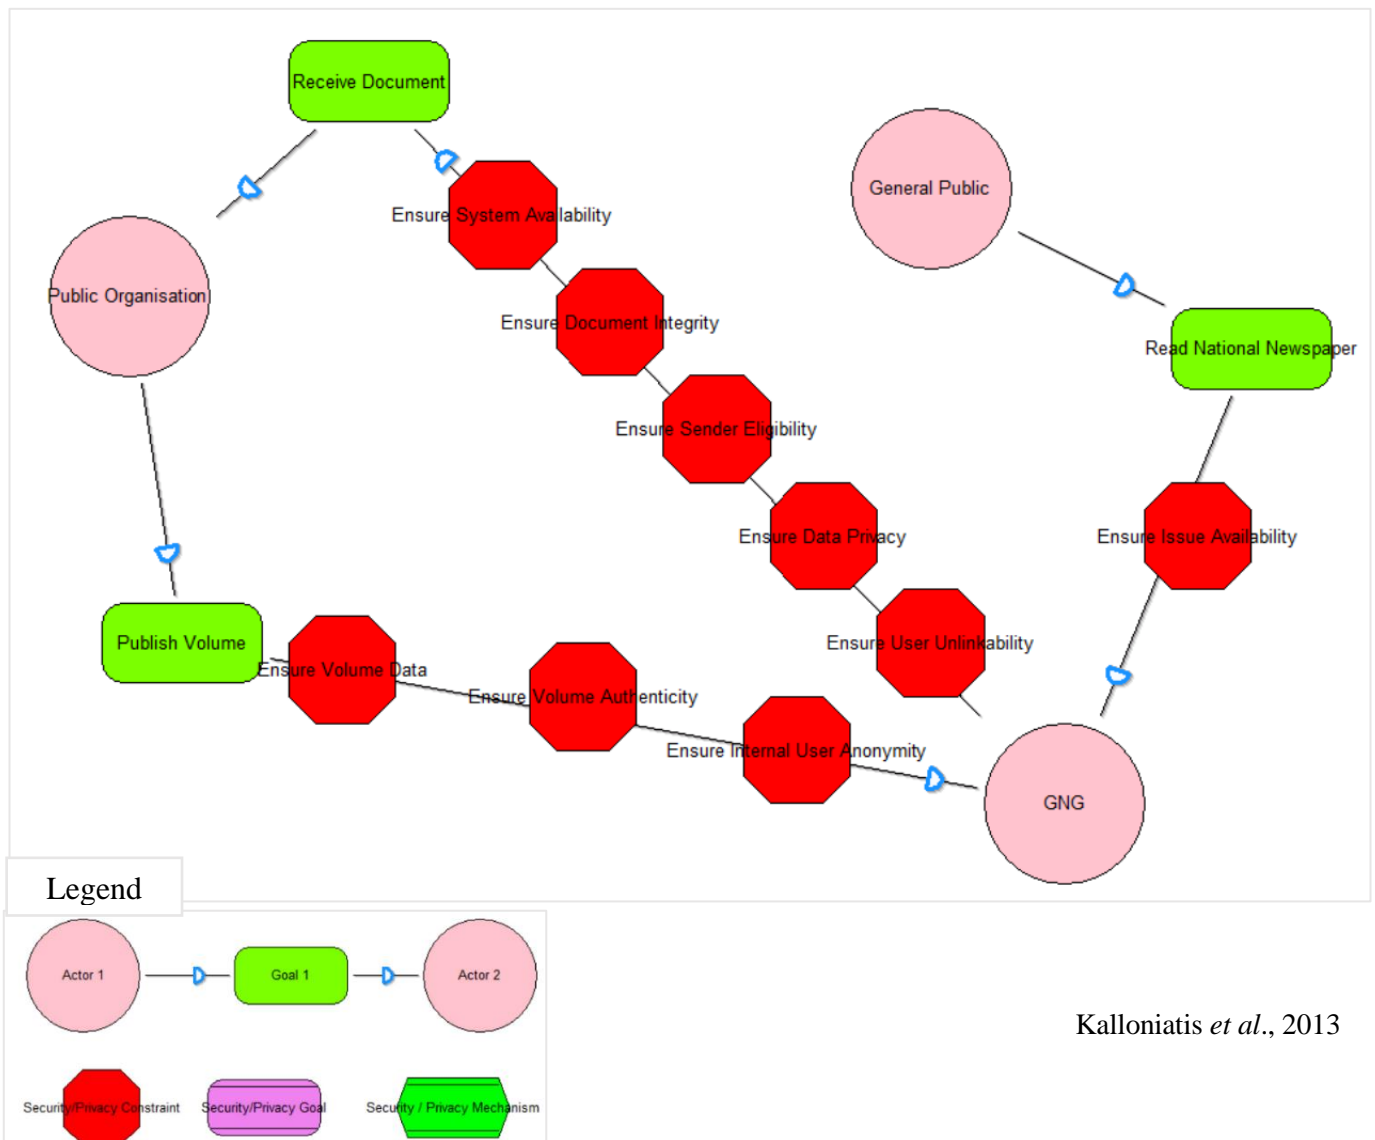 Receive Document
General Public
Ensure System Availability
Public Organisation
Ensure Document Integrity
Read National Newspaper
Ensure Sender Eligibility
Ensure Data Privacy
Ensure Issue Availability
Publish Volume
Ensure User Unlinkability
Ensure Volume Data
Ensure Volume Authenticity
Ensure Internal User Anonymity
GNG
Legend
Actor 1
Goal 1
Actor 2
Kalloniatis et al., 2013
Security/Privacy Constraint
Security/Privacy Goal
Security / Privacy Mechanism